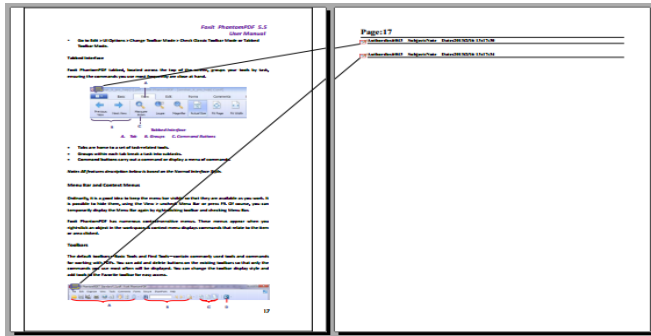 Foxit PhantomPDF 5.5
User Manual
• Go to Edit > UI Options > Change Toolbar Mode > Check Classic Toolbar Mode or Tabbed
Toolbar Mode.
Tabbed Interface
Foxit PhantomPDF tabbed, located across the top of the screen, groups your tools by task,
ensuring the commands you use most frequently are close at hand.
Tabbed Interface
A. Tab B. Groups C. Command Buttons
• Tabs are home to a set of task-related tools.
• Groups within each tab break a task into subtasks.
• Command buttons carry out a command or display a menu of commands.
Note: All features description below is based on the Normal Interface Style.
Menu Bar and Context Menus
Ordinarily, it is a good idea to keep the menu bar visible so that they are available as you work. It
is possible to hide them, using the View > uncheck Menu Bar or press F9. Of course, you can
temporarily display the Menu Bar again by right-clicking toolbar and checking Menu Bar.
Foxit PhantomPDF has numerous context-sensitive menus. These menus appear when you
right-click an object in the workspace. A context menu displays commands that relate to the item
or area clicked.
Toolbars
The default toolbars—Basic Tools and Find Tools—contain commonly used tools and commands
for working with PDFs. You can add and delete buttons on the existing toolbars so that only the
commands you use most often will be displayed. You can change the toolbar display style and
add tools to the Favorite toolbar for easy access.
17
Page:17